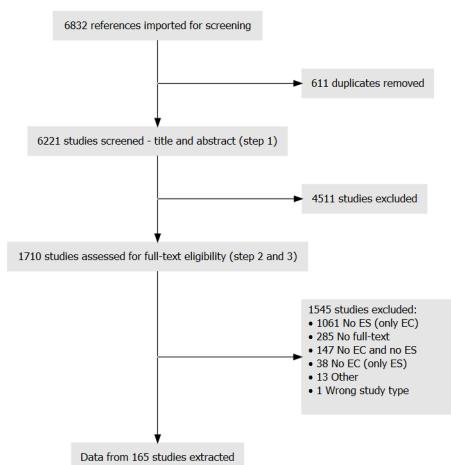 6832 references imported for screening
611 duplicates removed
6221 studies screened - title and abstract (step 1)
4511 studies excluded
1710 studies assessed for full-text eligibility (step 2 and 3)
1545 studies excluded:
• 1061 No ES (only EC)
• 285 No full-text
• 147 No EC and no ES
• 38 No EC (only ES)
• 13 Other
• 1 Wrong study type
Data from 165 studies extracted